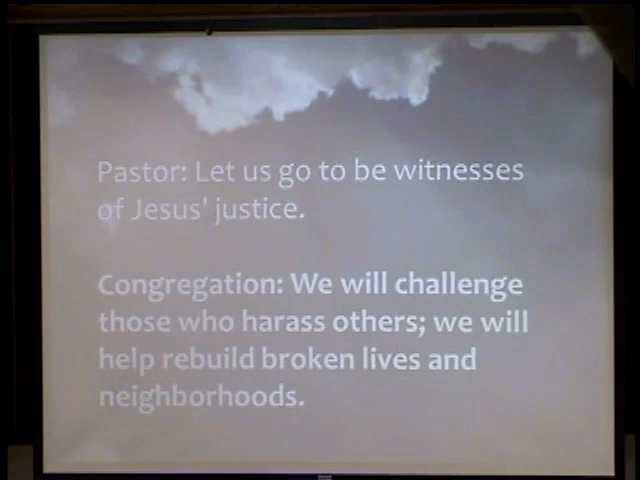 Pastor: Let us go to be witnesses
of Jesus' justice.
Congregation: We will challenge
those who harass others; we will
help rebuild broken lives and
neighborhoods.